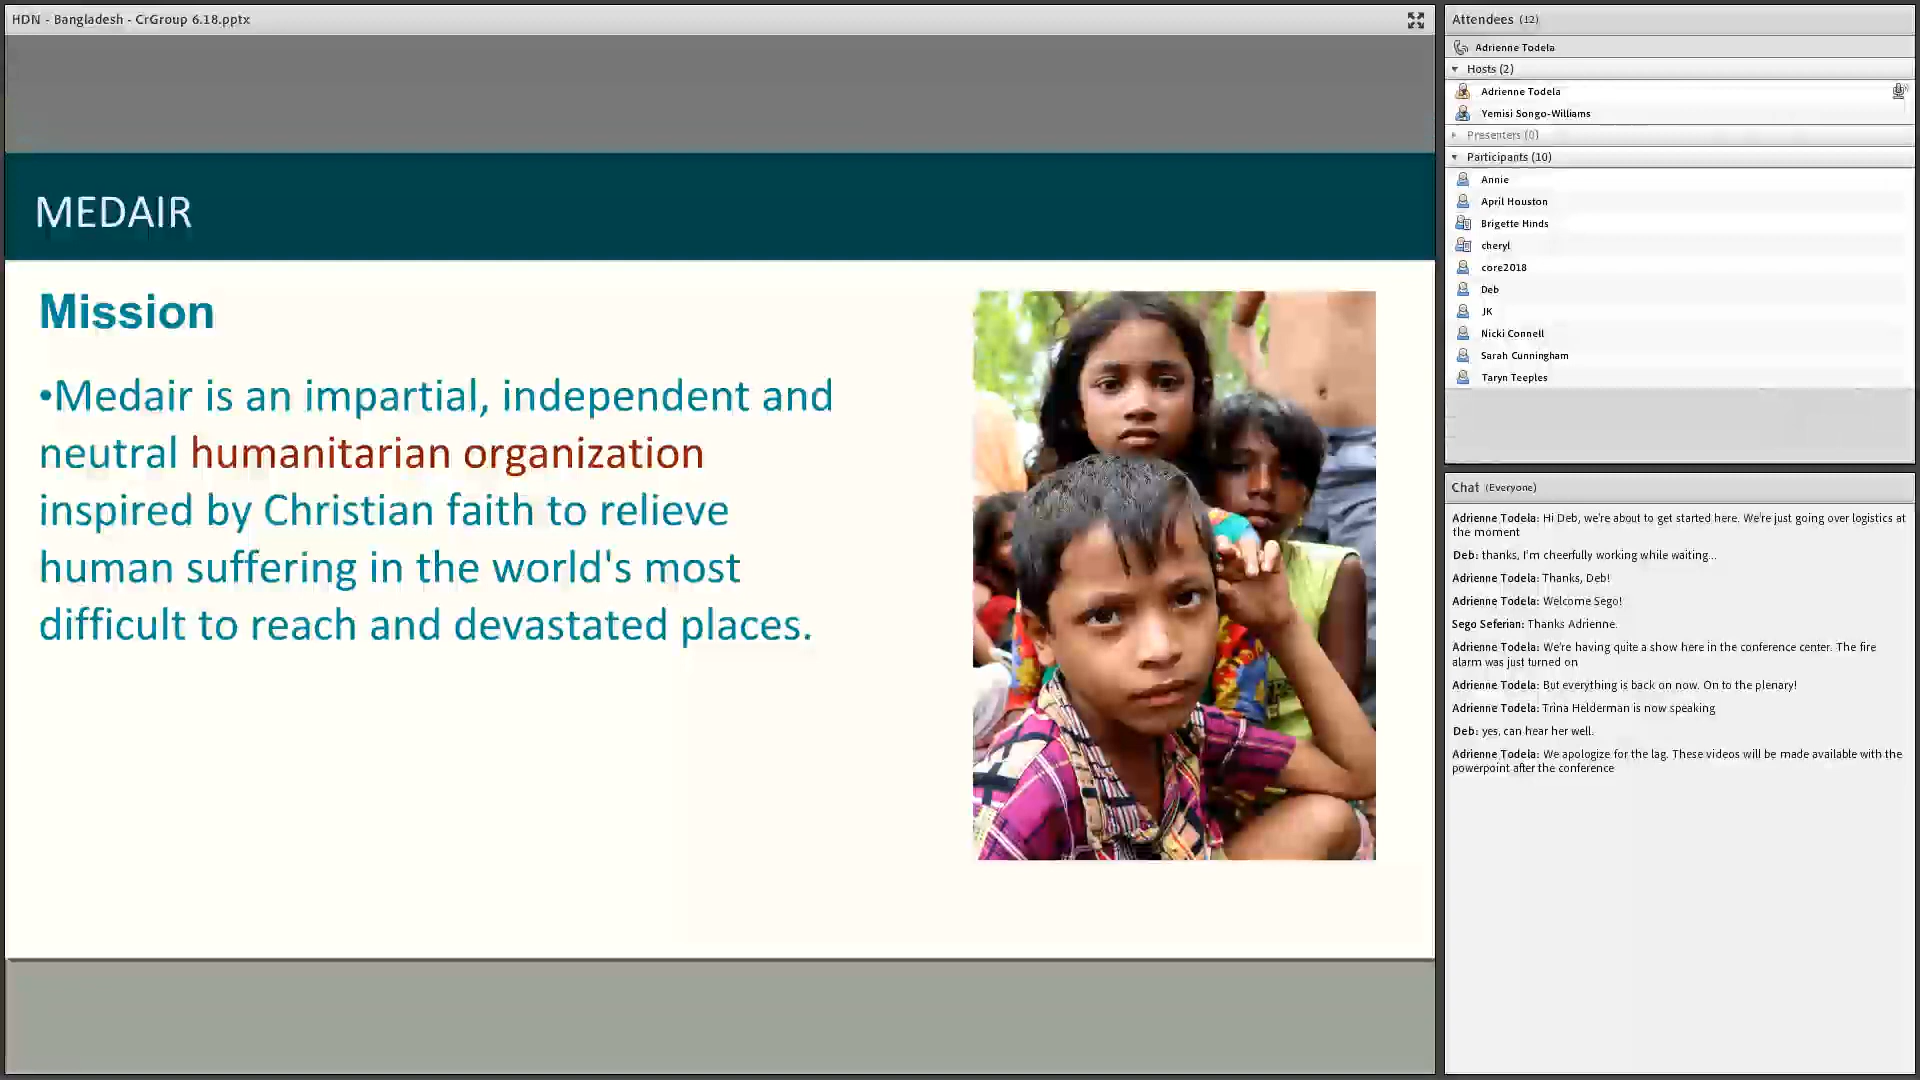 HDN - Bangladesh - CrGroup 6.18.pptx
MEDAIR
Mission
•Medair is an impartial, independent and
neutral humanitarian organization
inspired by Christian faith to relieve
human suffering in the world's most
difficult to reach and devastated places.
Attendees (12)
Adrienne Todela
Hosts (2)
Adrienne Todela
Yemisi Songo-Williams
Presenters (0)
Participants (10)
Annie
April Houston
Brigette Hinds
cheryl
core2018
Deb
JK
Nicki Connell
Sarah Cunningham
Taryn Teeples
Chat (Everyone)
Adrienne Todela: Hi Deb, we're about to get started here. We're just going over logistics at
the moment
Deb: thanks, I'm cheerfully working while waiting...
Adrienne Todela: Thanks, Deb!
Adrienne Todela: Welcome Sego!
Sego Seferian: Thanks Adrienne.
Adrienne Todela: We're having quite a show here in the conference center. The fire
alarm was just turned on
Adrienne Todela: But everything is back on now. On to the plenary!
Adrienne Todela: Trina Helderman is now speaking
Deb: yes, can hear her well.
Adrienne Todela: We apologize for the lag. These videos will be made available with the
powerpoint after the conference